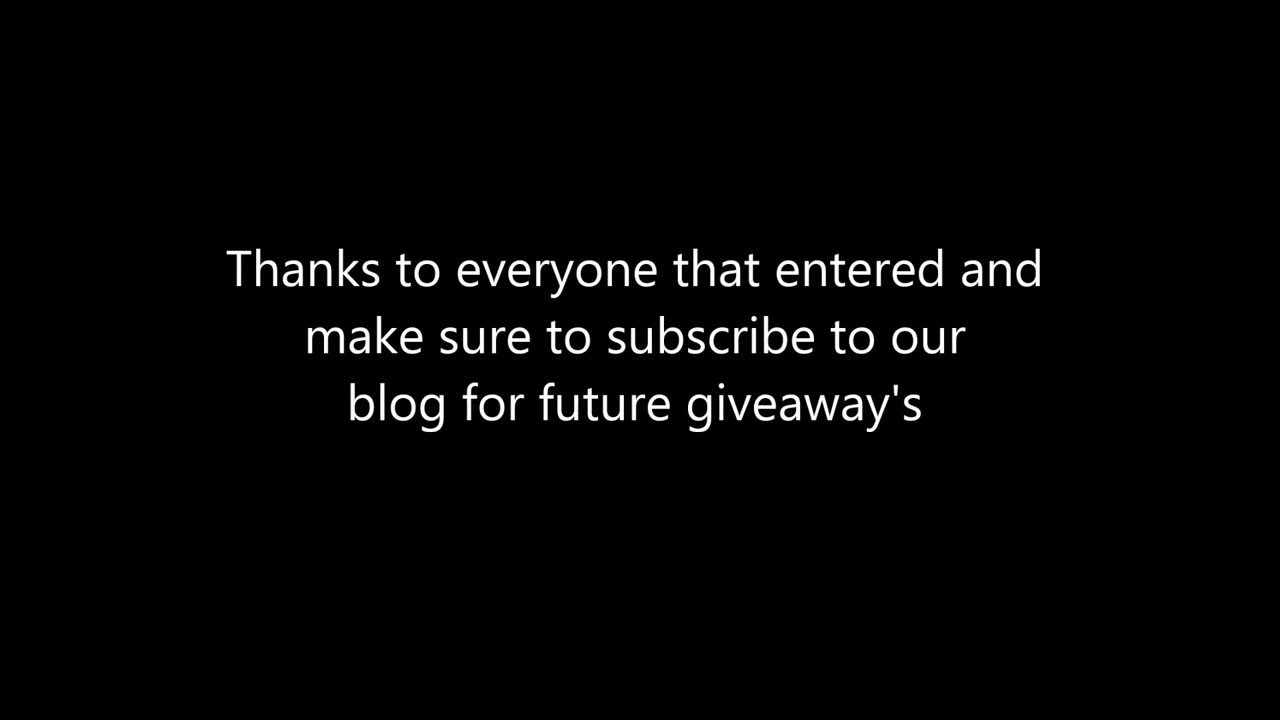 Thanks to everyone that entered and
make sure to subscribe to our
blog for future giveaway's